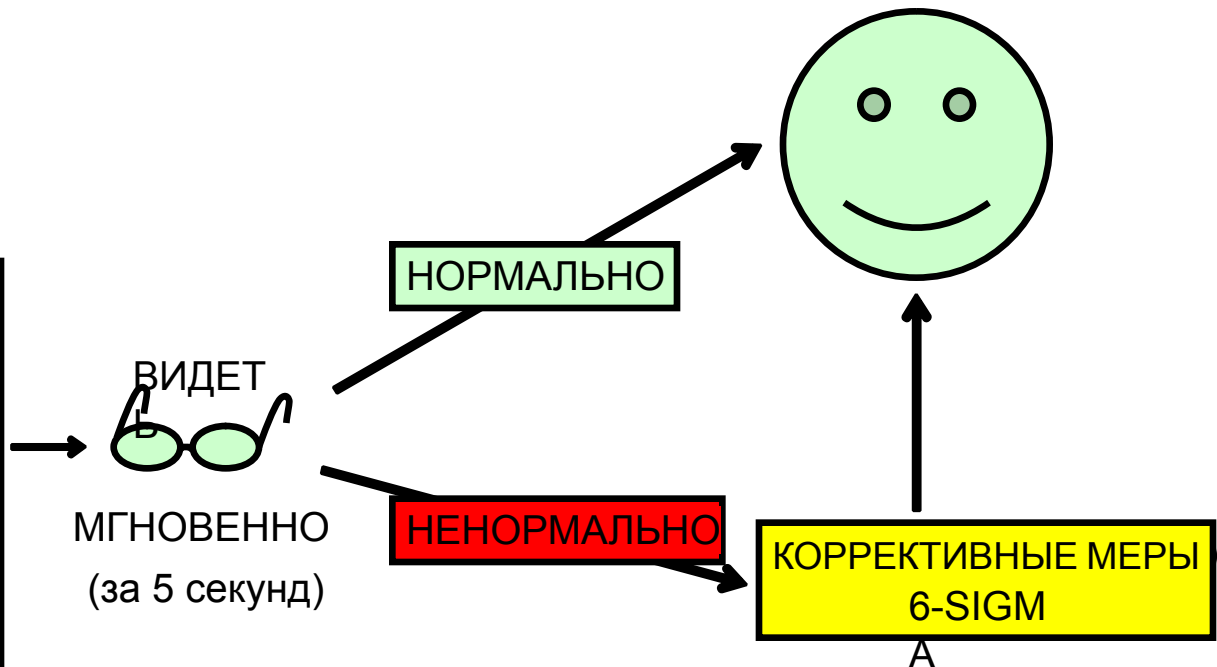 НОРМАЛЬНО
ВИДЕТ
Ь
МГНОВЕННО
(за 5 секунд)
НЕНОРМАЛЬНО
КОРРЕКТИВНЫЕ МЕРЫ
6-SIGM
А